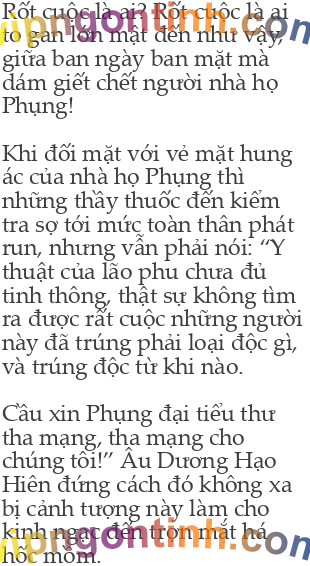 Rốt cuộc là ai? Rốt cuộc là ai
to gan lớn mật đến như vậy,
giữa ban ngày ban mặt mà
dám giết chết người nhà họ
Phụng!
Khi đối mặt với vẻ mặt hung
ác của nhà họ Phụng thì
những thầy thuốc đến kiểm
tra sợ tới mức toàn thân phát
run, nhưng vẫn phải nói: “Y
thuật của lão phu chưa đủ
tinh thông, thật sự không tìm
ra được rất cuộc những người
này đã trúng phải loại độc gì,
và trúng độc từ khi nào.
Cầu xin Phụng đại tiểu thư
tha mạng, tha mạng cho
chúng tôi!” Âu Dương Hạo
Hiên đứng cách đó không xa
bị cảnh tượng này làm cho
kinh ngạc đến trợn mắt há
hốc mồm.